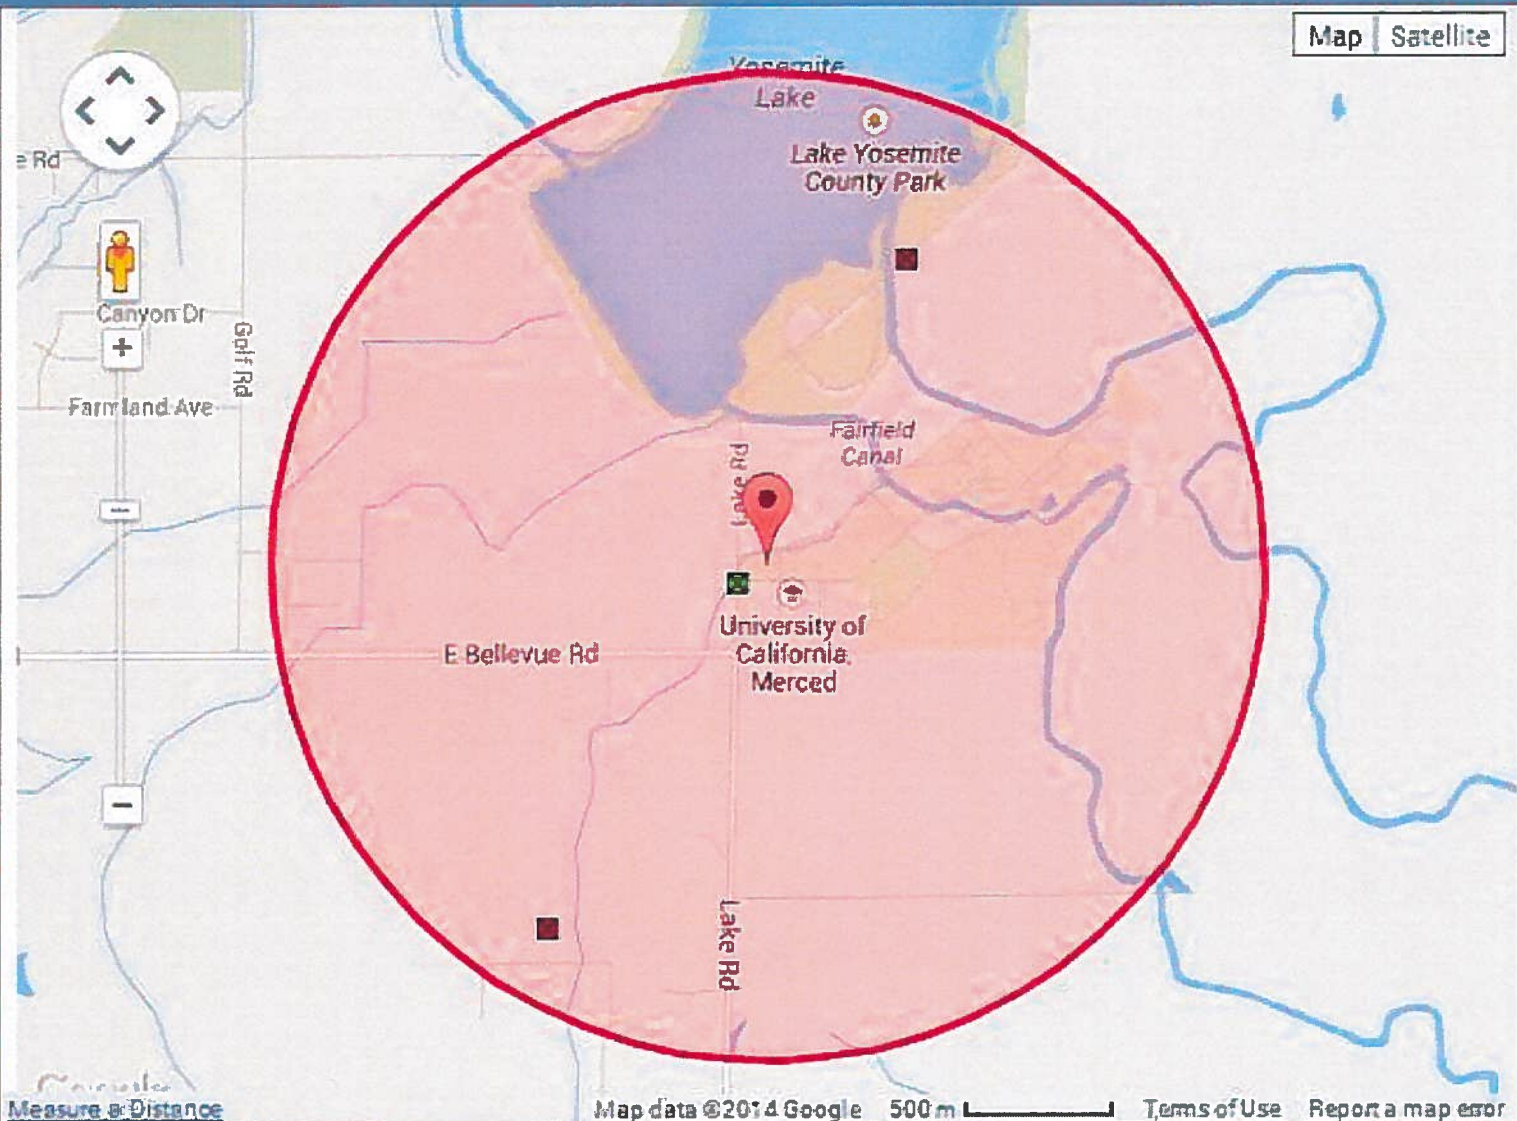 Map
Satellite
Yosemite
Lake
Lake Yosemite
County Park
e Rd
Canyon Dr
Golf Rd
Farmland Ave
Fairfield
Canal
Lake Rd
University of
California,
Merced
E Bellevue Rd
Lake Rd
Google
Measure a Distance
Map data ©2014 Google
500 m
Terms of Use
Report a map error